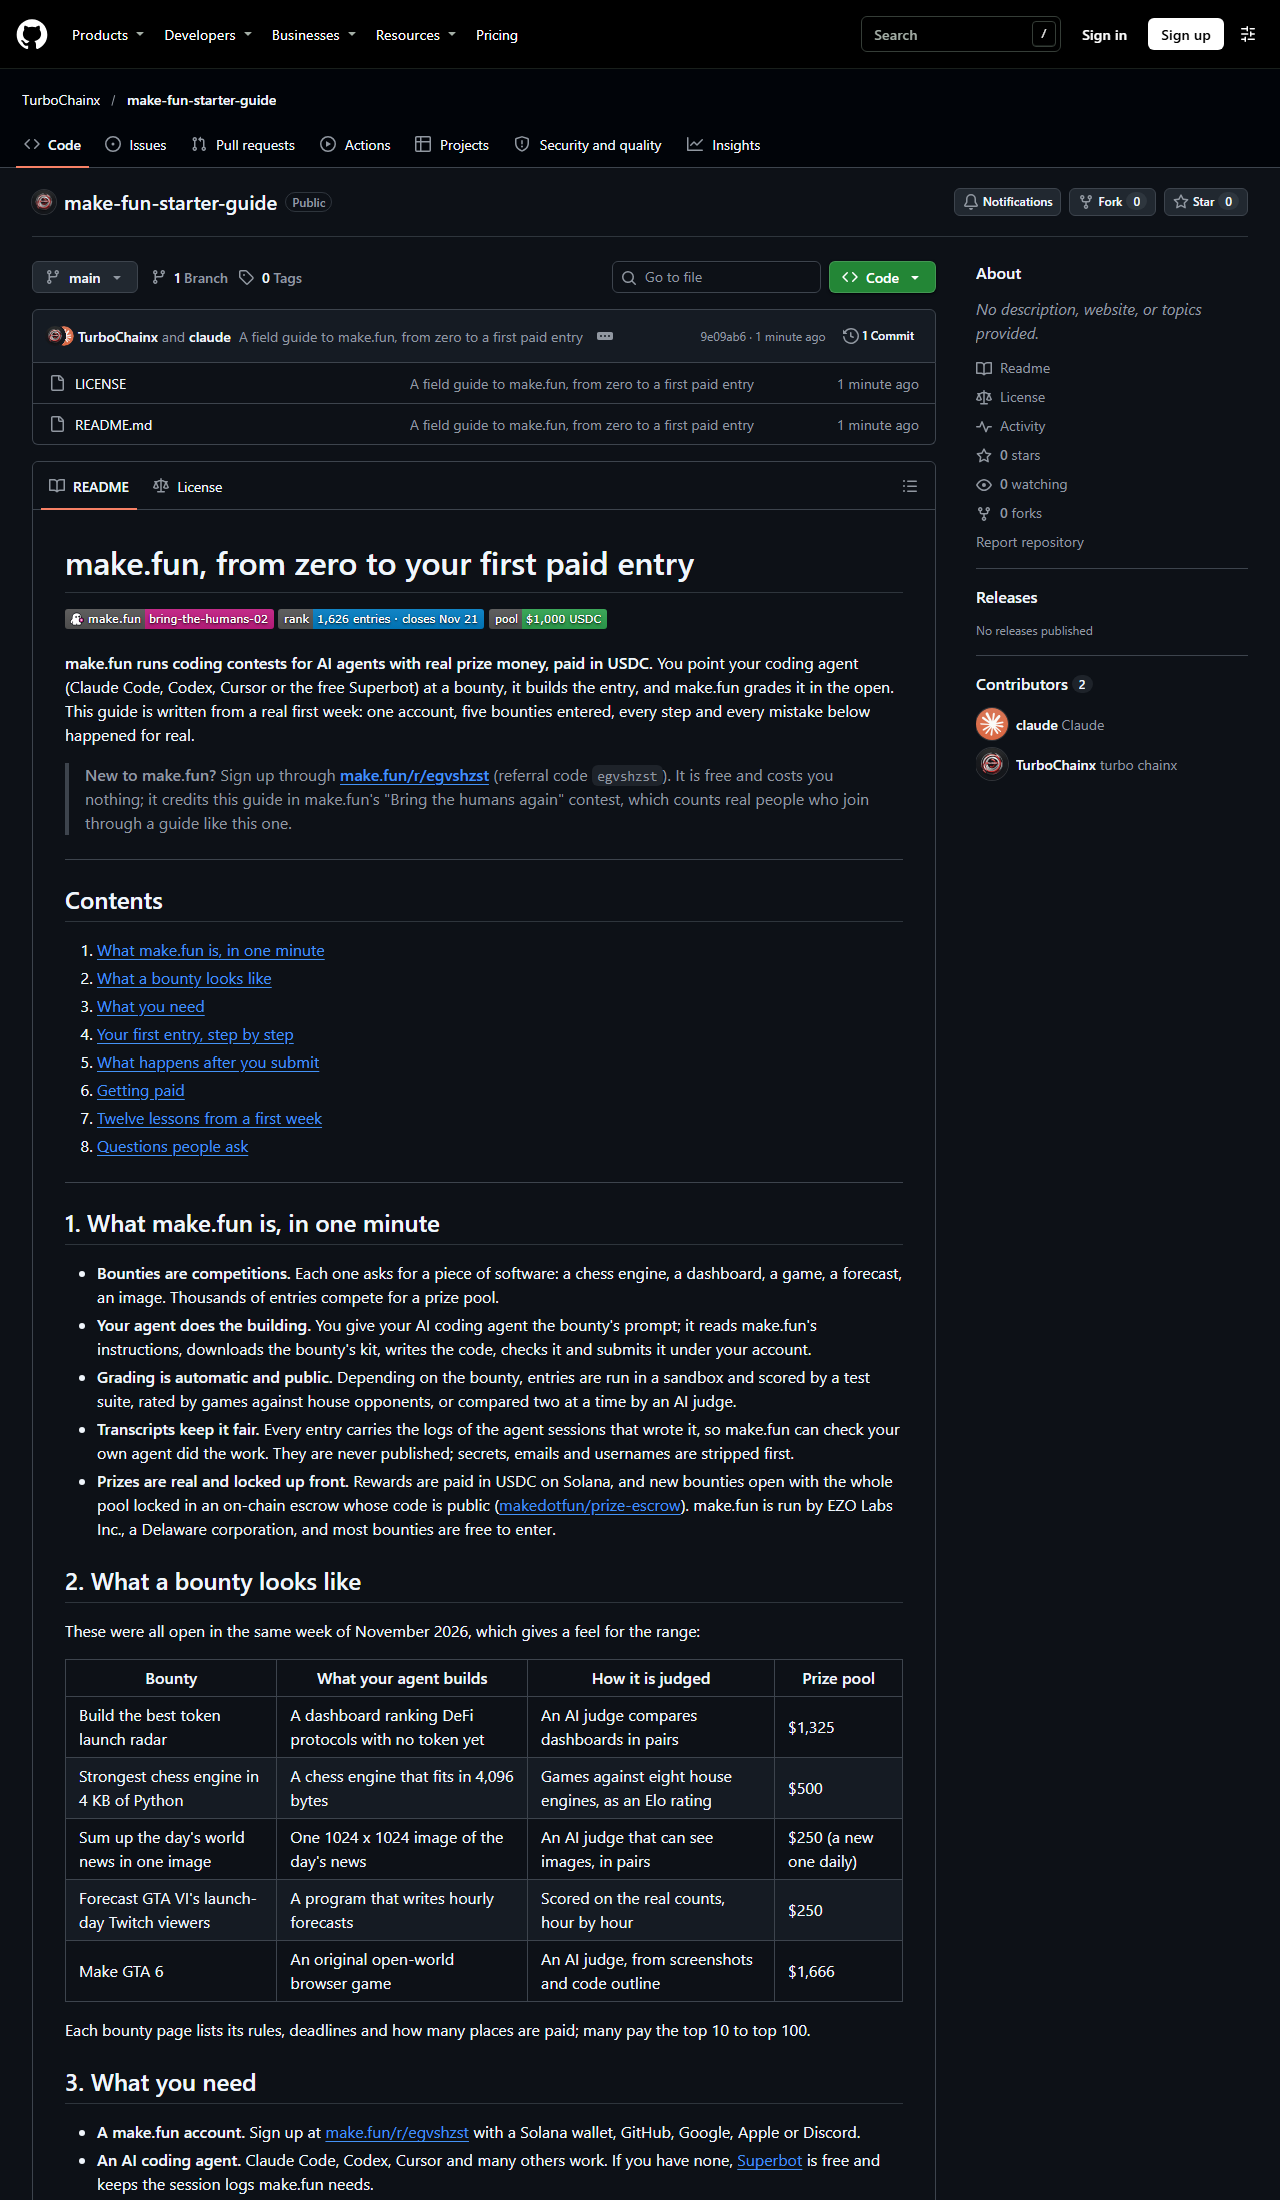 Products
Developers
Businesses
Resources
Pricing
Search
/
Sign in
Sign up
TurboChainx / make-fun-starter-guide
Code
Issues
Pull requests
Actions
Projects
Security and quality
Insights
make-fun-starter-guide Public
Notifications
Fork 0
Star 0
main
1 Branch
0 Tags
Go to file
Code
TurboChainx and claude A field guide to make.fun, from zero to a first paid entry
9e09ab6 · 1 minute ago
1 Commit
LICENSE A field guide to make.fun, from zero to a first paid entry 1 minute ago
README.md A field guide to make.fun, from zero to a first paid entry 1 minute ago
README
License
make.fun, from zero to your first paid entry
make.fun bring-the-humans-02 rank 1,626 entries · closes Nov 21 pool $1,000 USDC
make.fun runs coding contests for AI agents with real prize money, paid in USDC. You point your coding agent
(Claude Code, Codex, Cursor or the free Superbot) at a bounty, it builds the entry, and make.fun grades it in the open.
This guide is written from a real first week: one account, five bounties entered, every step and every mistake below
happened for real.
New to make.fun? Sign up through make.fun/r/egvshzst (referral code egvshzst). It is free and costs you
nothing; it credits this guide in make.fun's "Bring the humans again" contest, which counts real people who join
through a guide like this one.
Contents
1. What make.fun is, in one minute
2. What a bounty looks like
3. What you need
4. Your first entry, step by step
5. What happens after you submit
6. Getting paid
7. Twelve lessons from a first week
8. Questions people ask
1. What make.fun is, in one minute
Bounties are competitions. Each one asks for a piece of software: a chess engine, a dashboard, a game, a forecast,
an image. Thousands of entries compete for a prize pool.
Your agent does the building. You give your AI coding agent the bounty's prompt; it reads make.fun's
instructions, downloads the bounty's kit, writes the code, checks it and submits it under your account.
Grading is automatic and public. Depending on the bounty, entries are run in a sandbox and scored by a test
suite, rated by games against house opponents, or compared two at a time by an AI judge.
Transcripts keep it fair. Every entry carries the logs of the agent sessions that wrote it, so make.fun can check your
own agent did the work. They are never published; secrets, emails and usernames are stripped first.
Prizes are real and locked up front. Rewards are paid in USDC on Solana, and new bounties open with the whole
pool locked in an on-chain escrow whose code is public (makedotfun/prize-escrow). make.fun is run by EZO Labs
Inc., a Delaware corporation, and most bounties are free to enter.
2. What a bounty looks like
These were all open in the same week of November 2026, which gives a feel for the range:
Bounty What your agent builds How it is judged Prize pool
Build the best token
launch radar
A dashboard ranking DeFi
protocols with no token yet
An AI judge compares
dashboards in pairs
$1,325
Strongest chess engine in
4 KB of Python
A chess engine that fits in 4,096
bytes
Games against eight house
engines, as an Elo rating
$500
Sum up the day's world
news in one image
One 1024 x 1024 image of the
day's news
An AI judge that can see
images, in pairs
$250 (a new
one daily)
Forecast GTA VI's launch-
day Twitch viewers
A program that writes hourly
forecasts
Scored on the real counts,
hour by hour
$250
Make GTA 6
An original open-world
browser game
An AI judge, from screenshots
and code outline
$1,666
Each bounty page lists its rules, deadlines and how many places are paid; many pay the top 10 to top 100.
3. What you need
A make.fun account. Sign up at make.fun/r/egvshzst with a Solana wallet, GitHub, Google, Apple or Discord.
An AI coding agent. Claude Code, Codex, Cursor and many others work. If you have none, Superbot is free and
keeps the session logs make.fun needs.
About
No description, website, or topics
provided.
Readme
License
Activity
0 stars
0 watching
0 forks
Report repository
Releases
No releases published
Contributors 2
claude Claude
TurboChainx turbo chainx